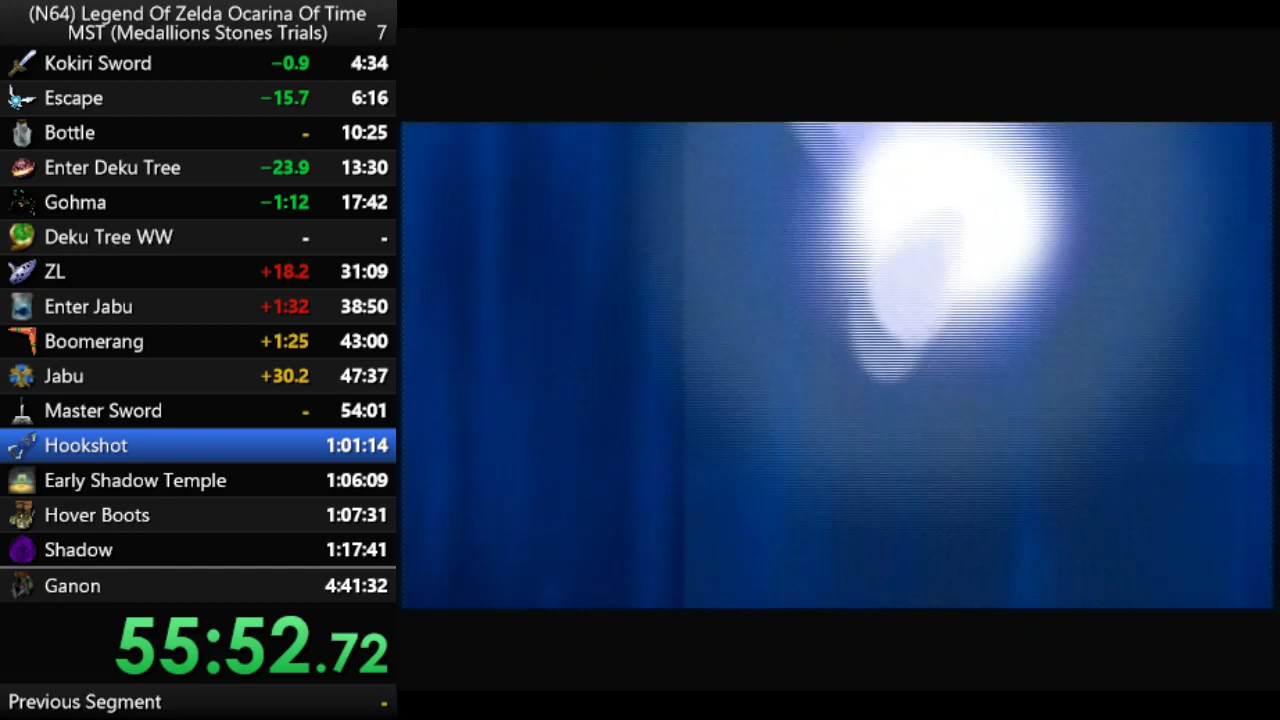 (N64) Legend Of Zelda Ocarina Of Time
MST (Medallions Stones Trials) 7
Kokiri Sword −0.9 4:34
Escape −15.7 6:16
Bottle - 10:25
Enter Deku Tree −23.9 13:30
Gohma −1:12 17:42
Deku Tree WW - -
ZL +18.2 31:09
Enter Jabu +1:32 38:50
Boomerang +1:25 43:00
Jabu +30.2 47:37
Master Sword - 54:01
Hookshot 1:01:14
Early Shadow Temple 1:06:09
Hover Boots 1:07:31
Shadow 1:17:41
Ganon 4:41:32
55:52.72
Previous Segment -